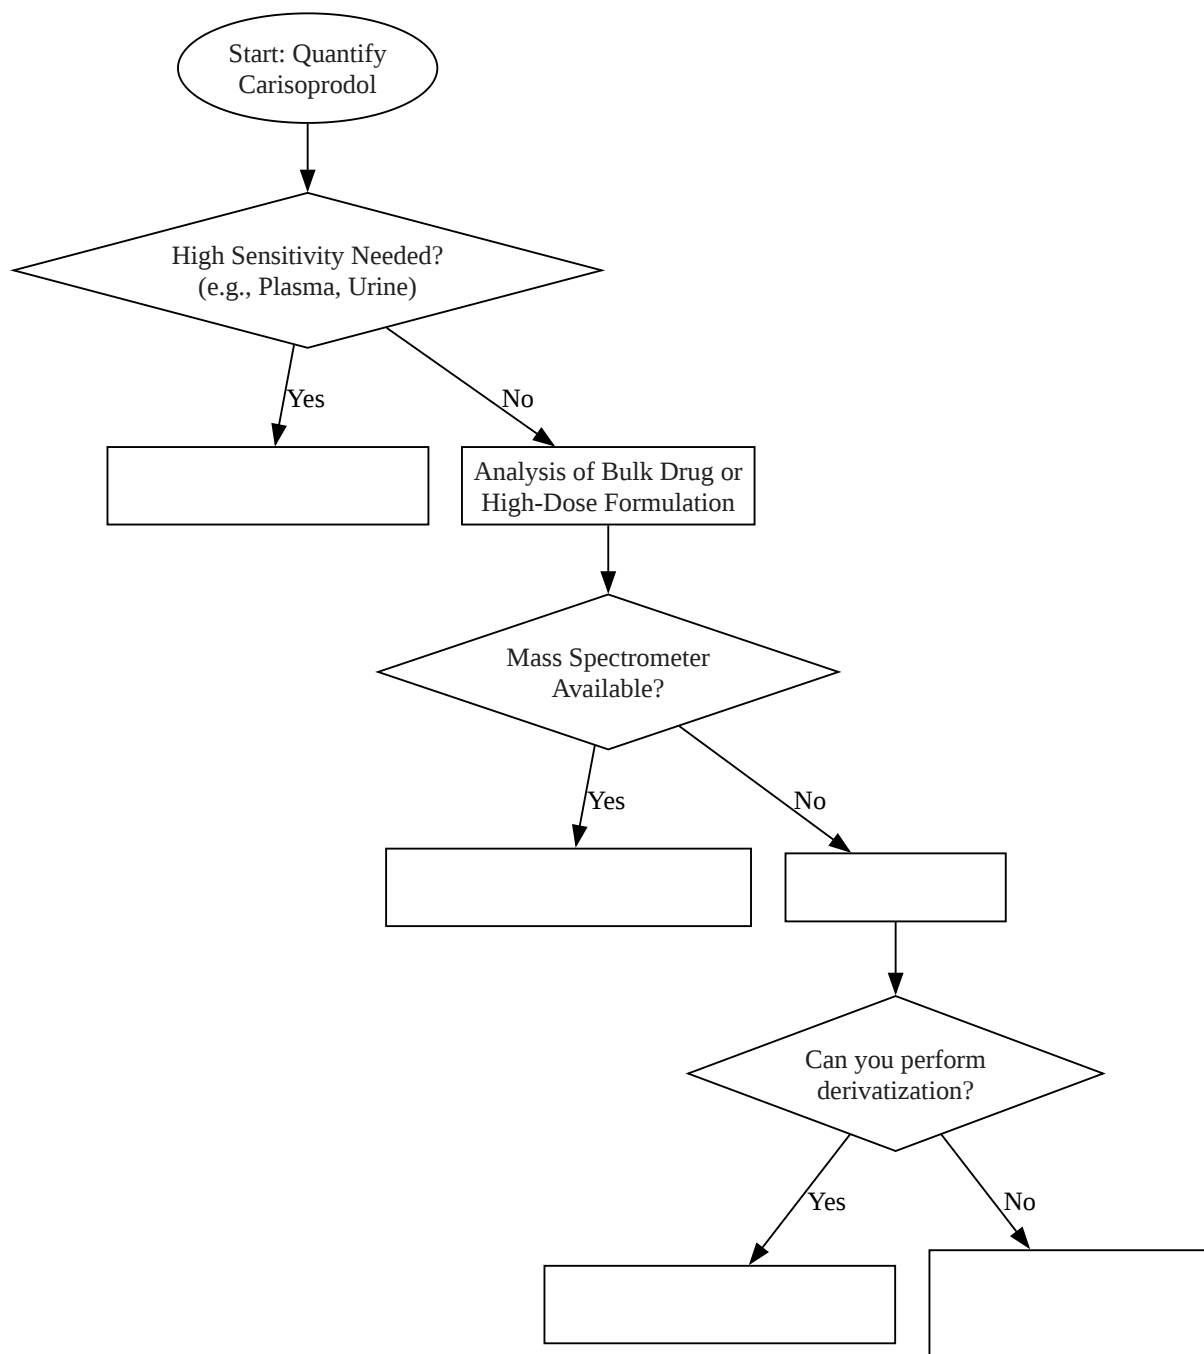 Start: Quantify
Carisoprodol
High Sensitivity Needed?
(e.g., Plasma, Urine)
Yes
No
Analysis of Bulk Drug or
High-Dose Formulation
Mass Spectrometer
Available?
Yes
No
Can you perform
derivatization?
Yes
No